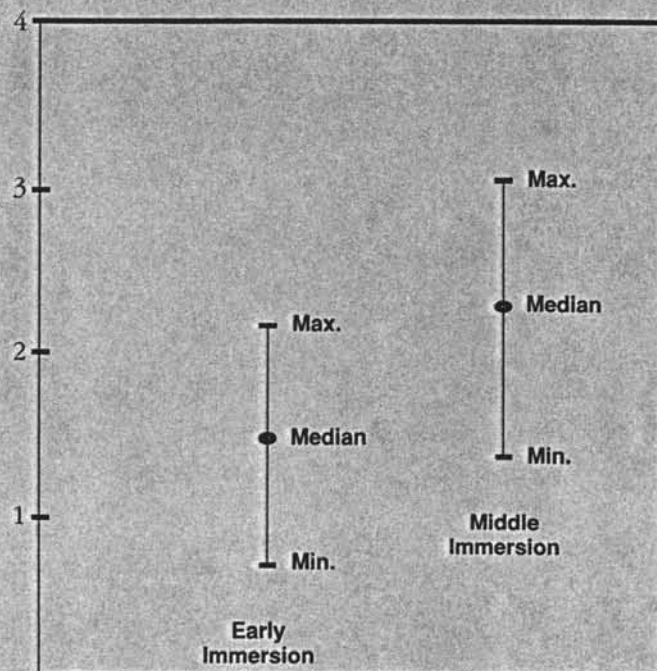 4
3
Max.
Median
Max.
2
Median
Min.
1
Middle
Immersion
Min.
Early
Immersion